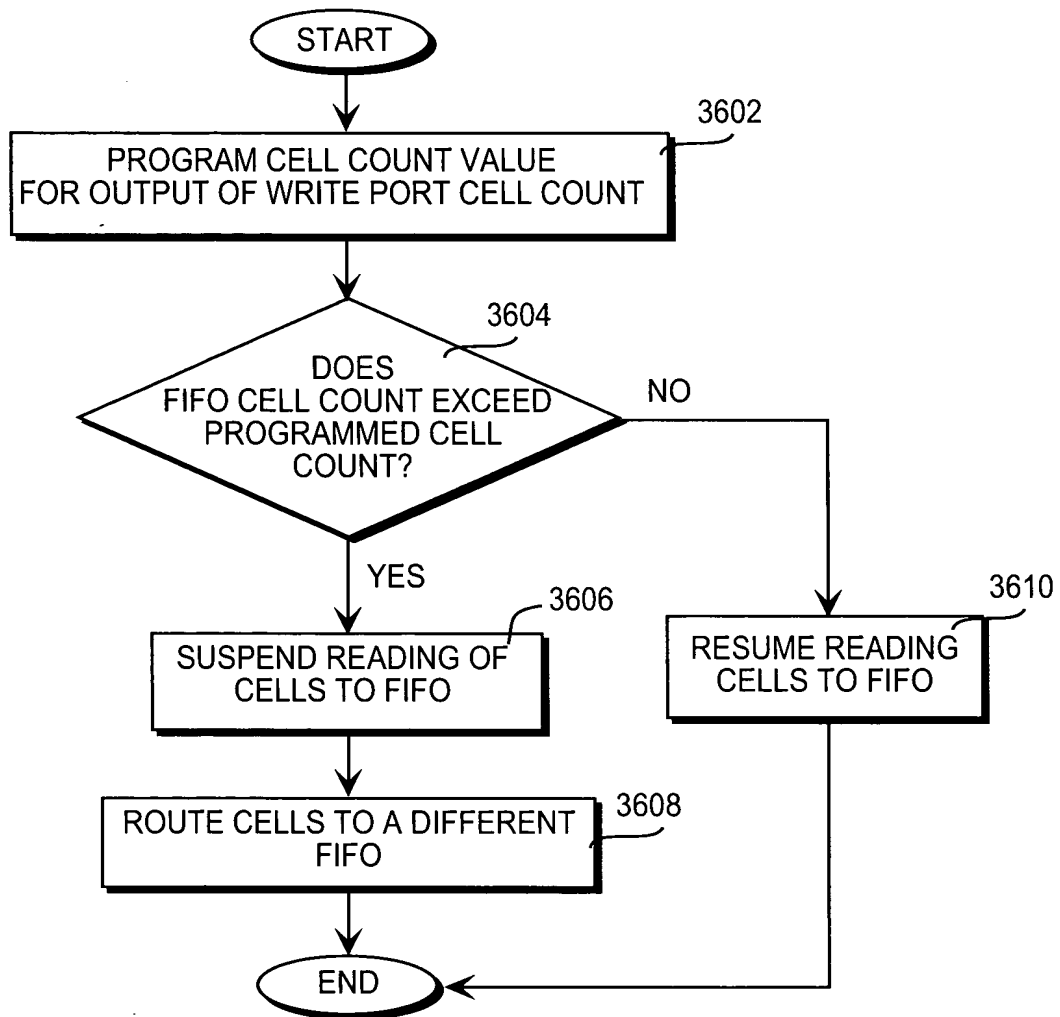 START
3602
PROGRAM CELL COUNT VALUE
FOR OUTPUT OF WRITE PORT CELL COUNT
3604
DOES
FIFO CELL COUNT EXCEED
PROGRAMMED CELL
COUNT?
NO
YES
3606
SUSPEND READING OF
CELLS TO FIFO
3610
RESUME READING
CELLS TO FIFO
3608
ROUTE CELLS TO A DIFFERENT
FIFO
END